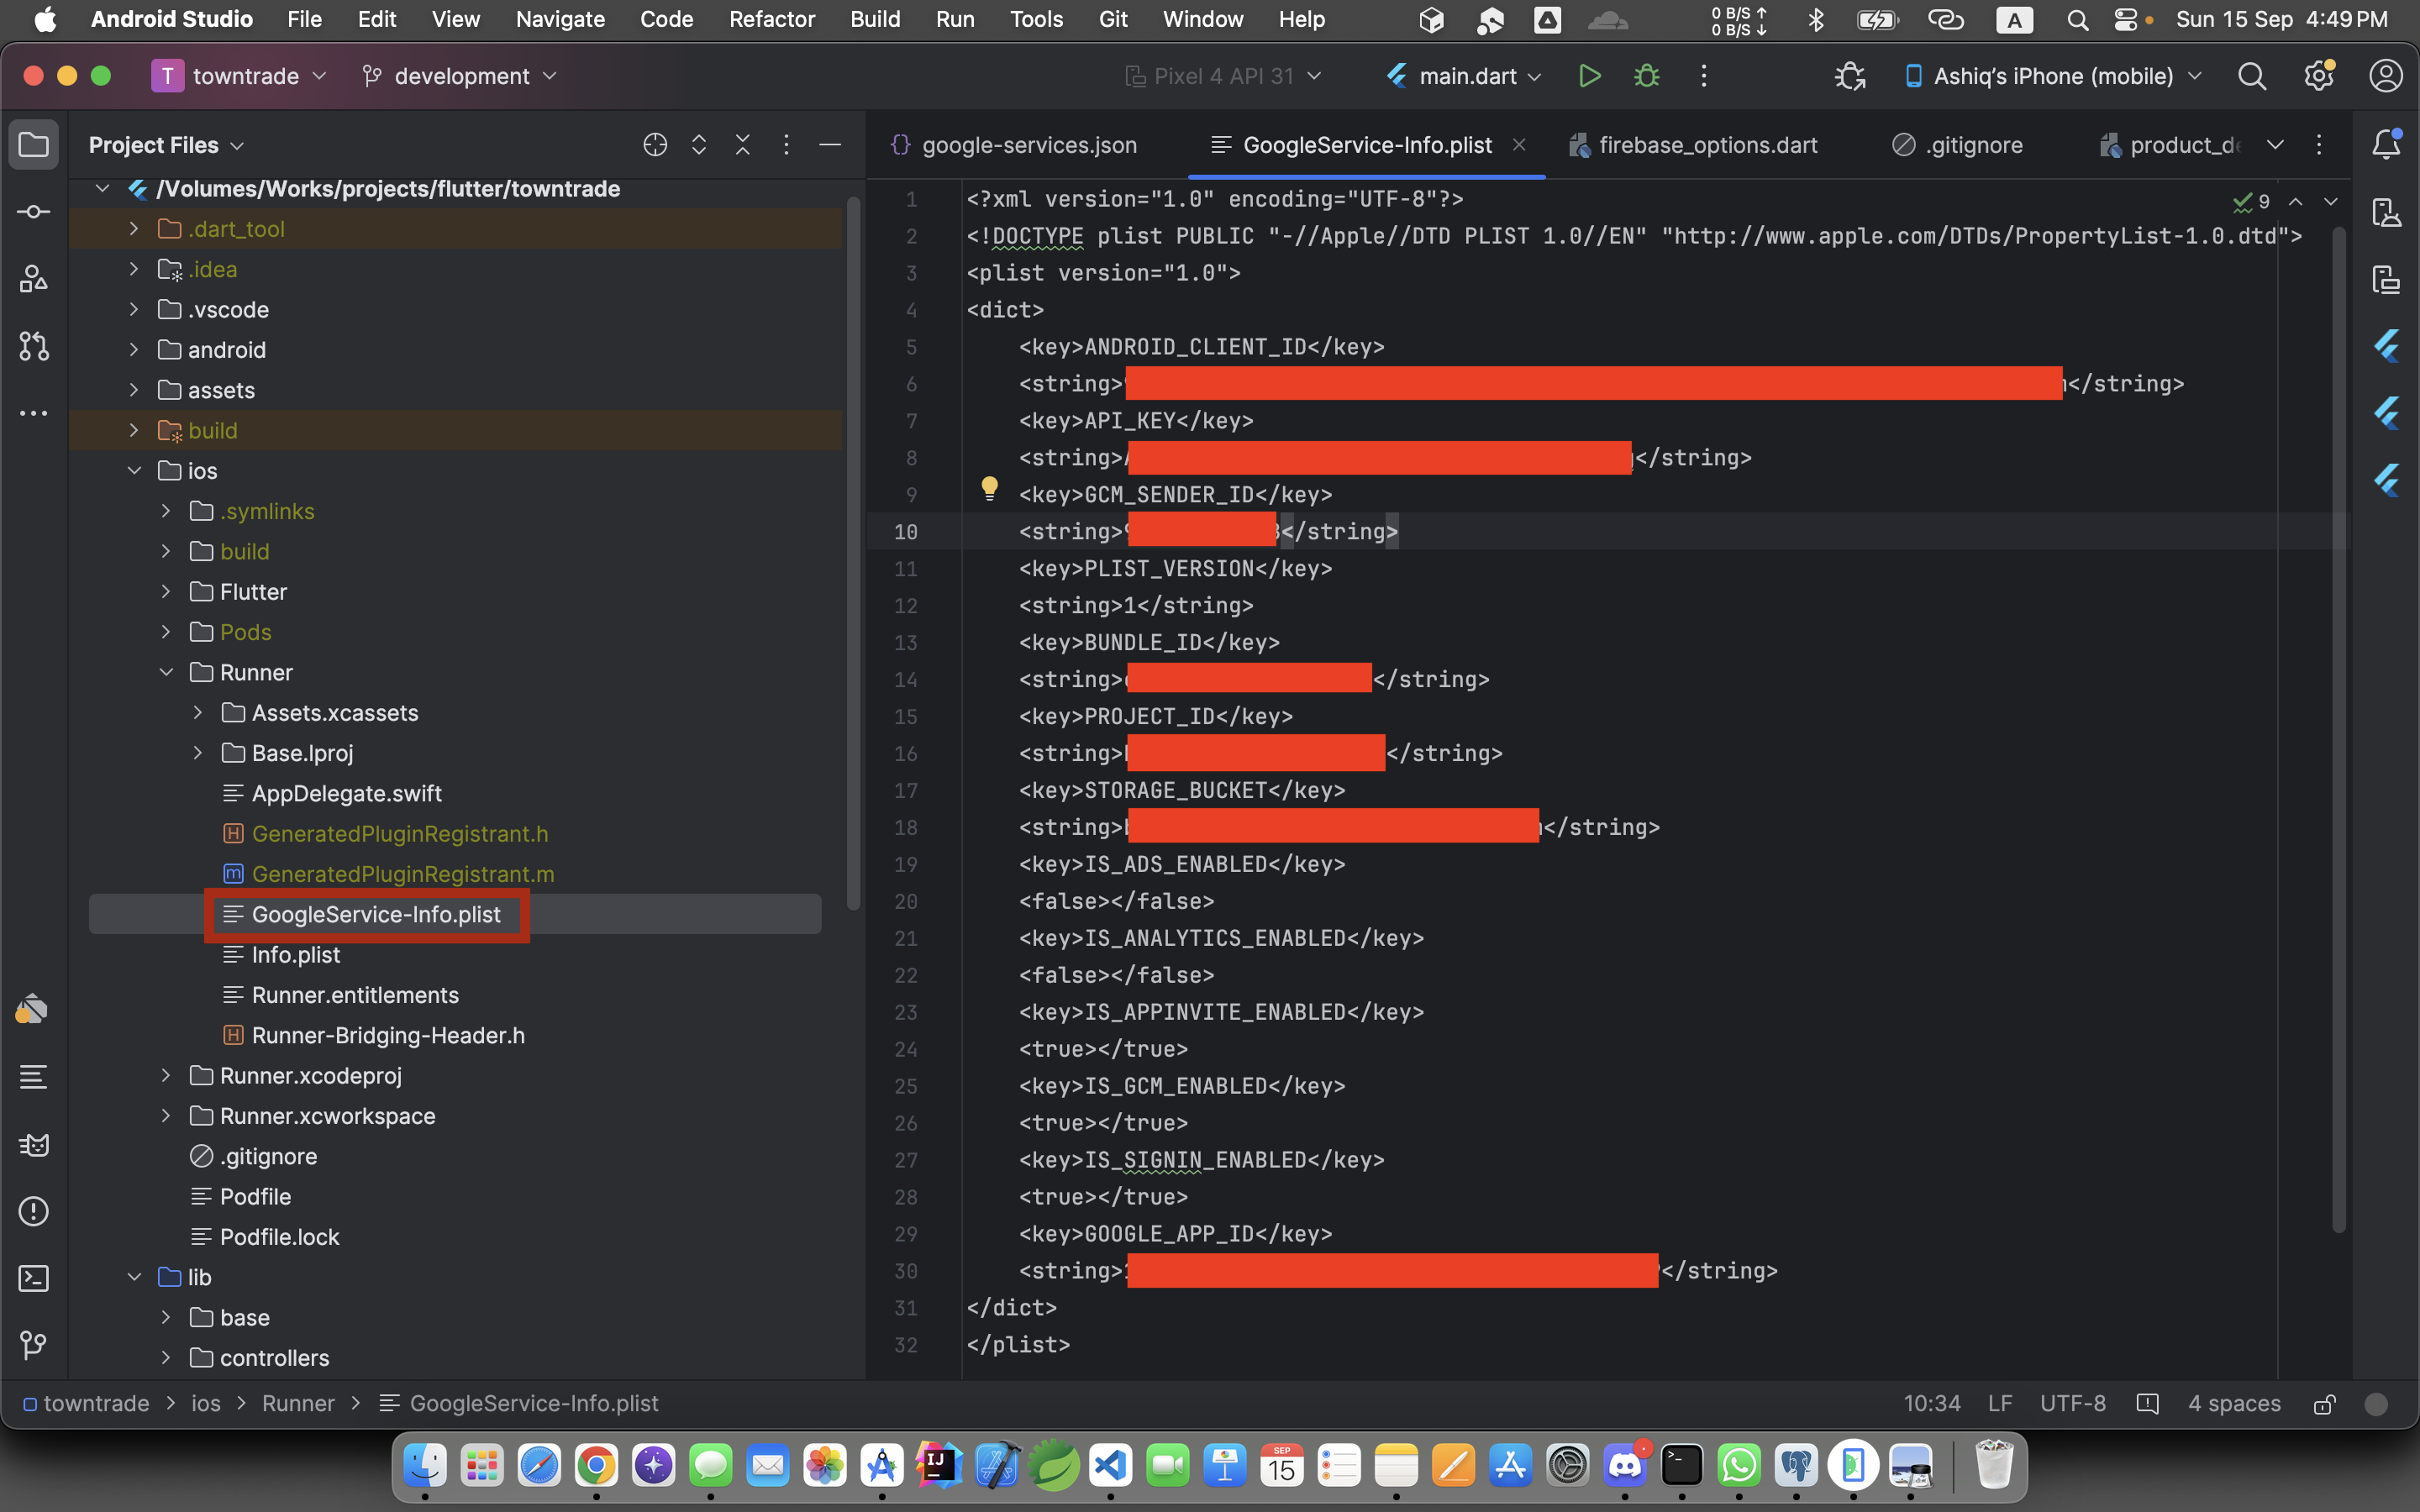 Android Studio File Edit View Navigate Code Refactor Build Run Tools Git Window Help
0 B/S ↑
0 B/S ↓
A
Sun 15 Sep 4:49 PM
T towntrade development Pixel 4 API 31 main.dart Ashiq's iPhone (mobile)
Project Files
/Volumes/Works/projects/flutter/towntrade
.dart_tool
.idea
.vscode
android
assets
build
ios
.symlinks
build
Flutter
Pods
Runner
Assets.xcassets
Base.lproj
AppDelegate.swift
H GeneratedPluginRegistrant.h
m GeneratedPluginRegistrant.m
GoogleService-Info.plist
Info.plist
Runner.entitlements
H Runner-Bridging-Header.h
Runner.xcodeproj
Runner.xcworkspace
.gitignore
Podfile
Podfile.lock
lib
base
controllers
{} google-services.json GoogleService-Info.plist firebase_options.dart .gitignore
9
1 <?xml version="1.0" encoding="UTF-8"?>
2 <!DOCTYPE plist PUBLIC "-//Apple//DTD PLIST 1.0//EN" "http://www.apple.com/DTDs/PropertyList-1.0.dtd">
3 <plist version="1.0">
4 <dict>
5 <key>ANDROID_CLIENT_ID</key>
6 <string> </string>
7 <key>API_KEY</key>
8 <string> </string>
9 <key>GCM_SENDER_ID</key>
10 <string> </string>
11 <key>PLIST_VERSION</key>
12 <string>1</string>
13 <key>BUNDLE_ID</key>
14 <string> </string>
15 <key>PROJECT_ID</key>
16 <string> </string>
17 <key>STORAGE_BUCKET</key>
18 <string> </string>
19 <key>IS_ADS_ENABLED</key>
20 <false></false>
21 <key>IS_ANALYTICS_ENABLED</key>
22 <false></false>
23 <key>IS_APPINVITE_ENABLED</key>
24 <true></true>
25 <key>IS_GCM_ENABLED</key>
26 <true></true>
27 <key>IS_SIGNIN_ENABLED</key>
28 <true></true>
29 <key>GOOGLE_APP_ID</key>
30 <string> </string>
31 </dict>
32 </plist>
towntrade > ios > Runner > GoogleService-Info.plist
10:34 LF UTF-8 4 spaces
IJ
SEP
15